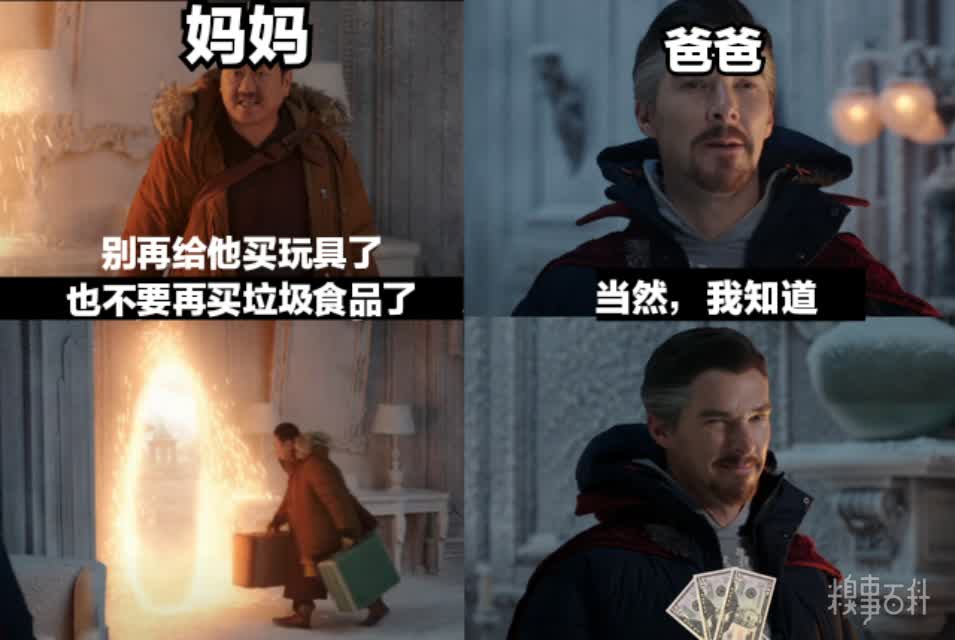 妈妈
爸爸
别再给他买玩具了
也不要再买垃圾食品了
当然，我知道
糗事百科